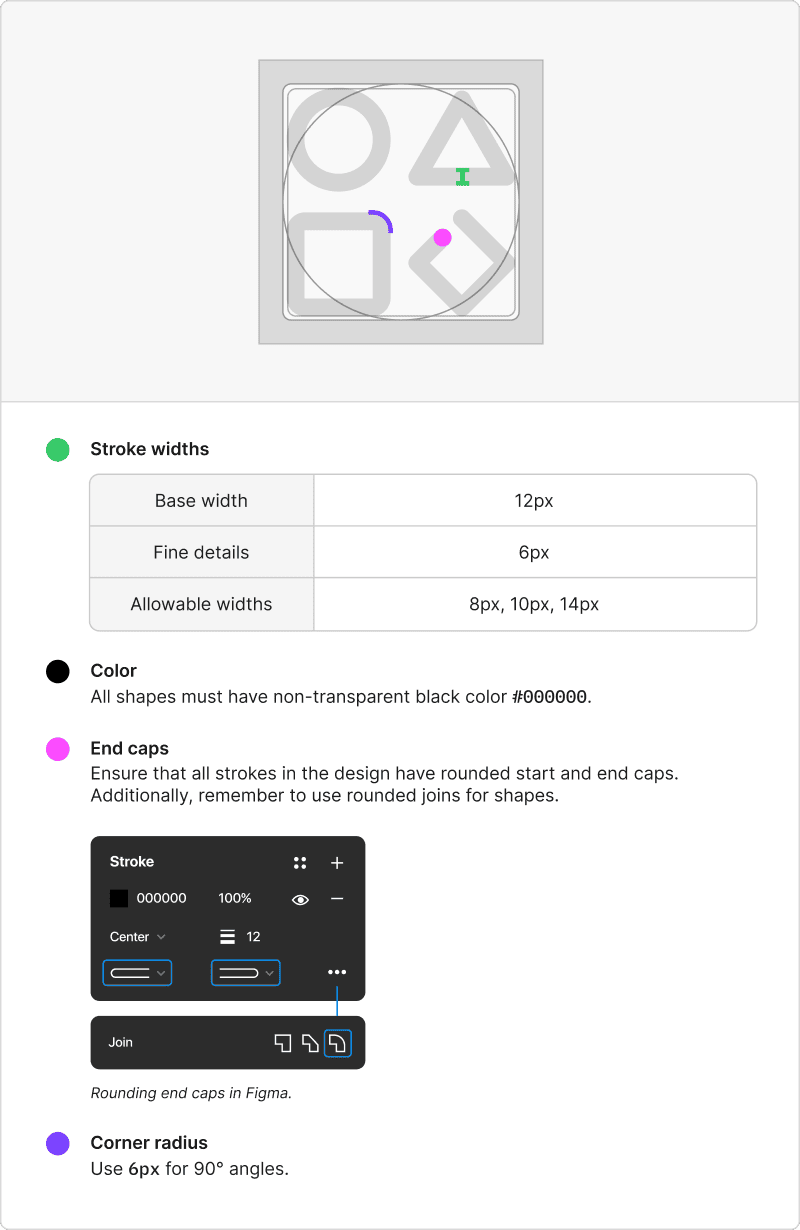 Stroke widths
Base width 12px
Fine details 6px
Allowable widths 8px, 10px, 14px
Color
All shapes must have non-transparent black color #000000.
End caps
Ensure that all strokes in the design have rounded start and end caps.
Additionally, remember to use rounded joins for shapes.
Stroke
000000 100%
Center 12
Join
Rounding end caps in Figma.
Corner radius
Use 6px for 90° angles.